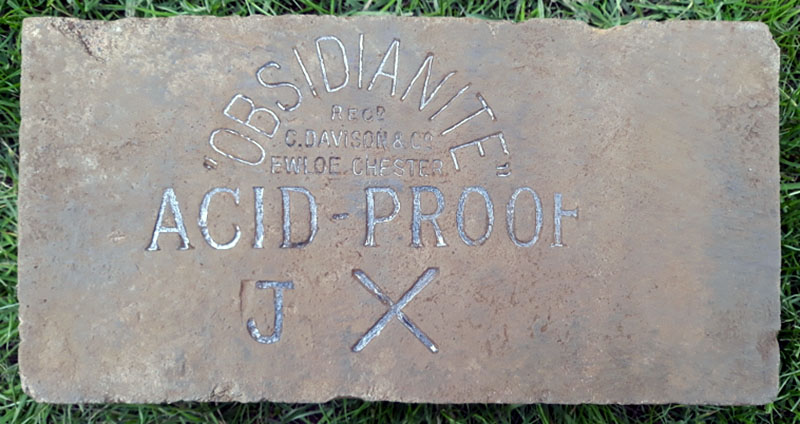 "OBSIDIANITE"
REGD
C. DAVISON & CO
EWLOE. CHESTER.
ACID-PROOF
J X